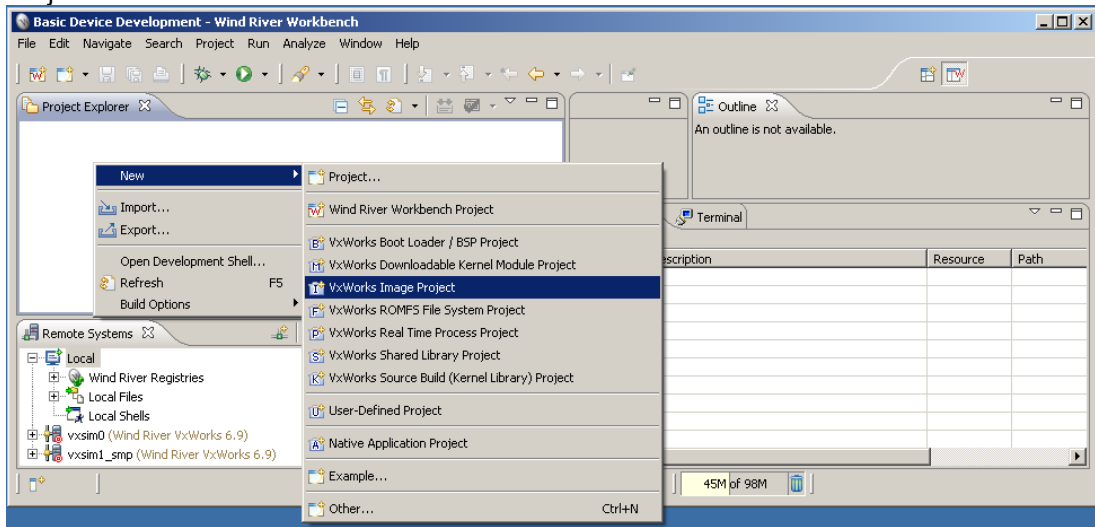 Basic Device Development - Wind River Workbench
File Edit Navigate Search Project Run Analyze Window Help
Project Explorer
Outline
An outline is not available.
New
Import...
Export...
Open Development Shell...
Refresh F5
Build Options
Project...
Wind River Workbench Project
VxWorks Boot Loader / BSP Project
VxWorks Downloadable Kernel Module Project
VxWorks Image Project
VxWorks ROMFS File System Project
VxWorks Real Time Process Project
VxWorks Shared Library Project
VxWorks Source Build (Kernel Library) Project
User-Defined Project
Native Application Project
Example...
Other... Ctrl+N
Terminal
Resource Path
Remote Systems
Local
Wind River Registries
Local Files
Local Shells
vxsim0 (Wind River VxWorks 6.9)
vxsim1_smp (Wind River VxWorks 6.9)
45M of 98M